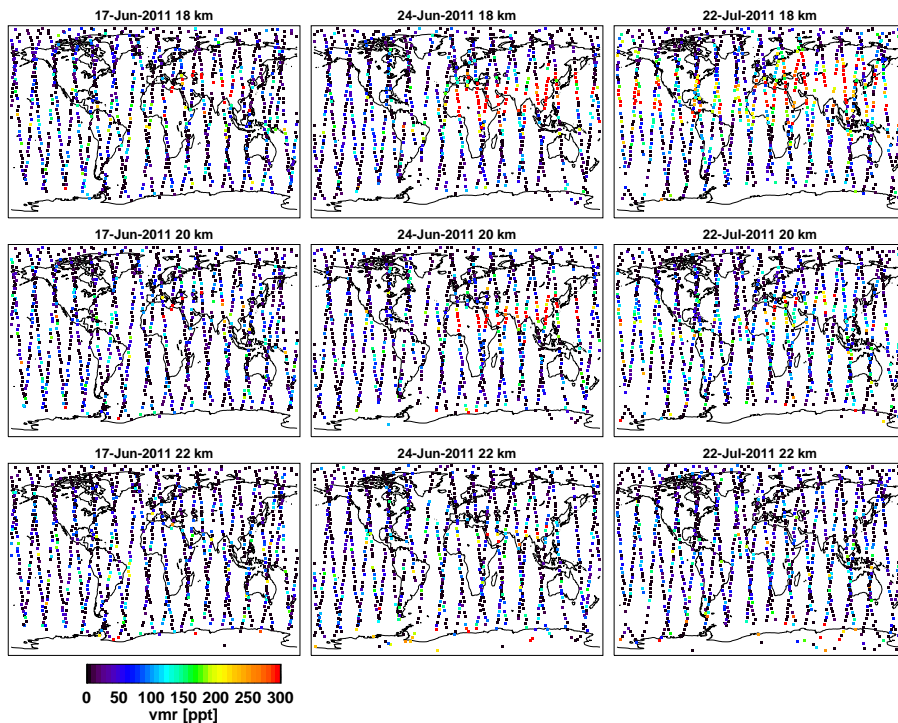 17-Jun-2011 18 km
24-Jun-2011 18 km
22-Jul-2011 18 km
17-Jun-2011 20 km
24-Jun-2011 20 km
22-Jul-2011 20 km
17-Jun-2011 22 km
24-Jun-2011 22 km
22-Jul-2011 22 km
0 50 100 150 200 250 300
vmr [ppt]